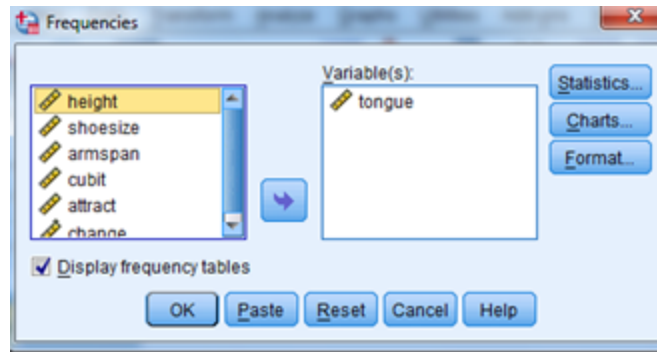 Frequencies
Variable(s):
height
shoesize
armspan
cubit
attract
change
tongue
Statistics...
Charts...
Format...
Display frequency tables
OK Paste Reset Cancel Help